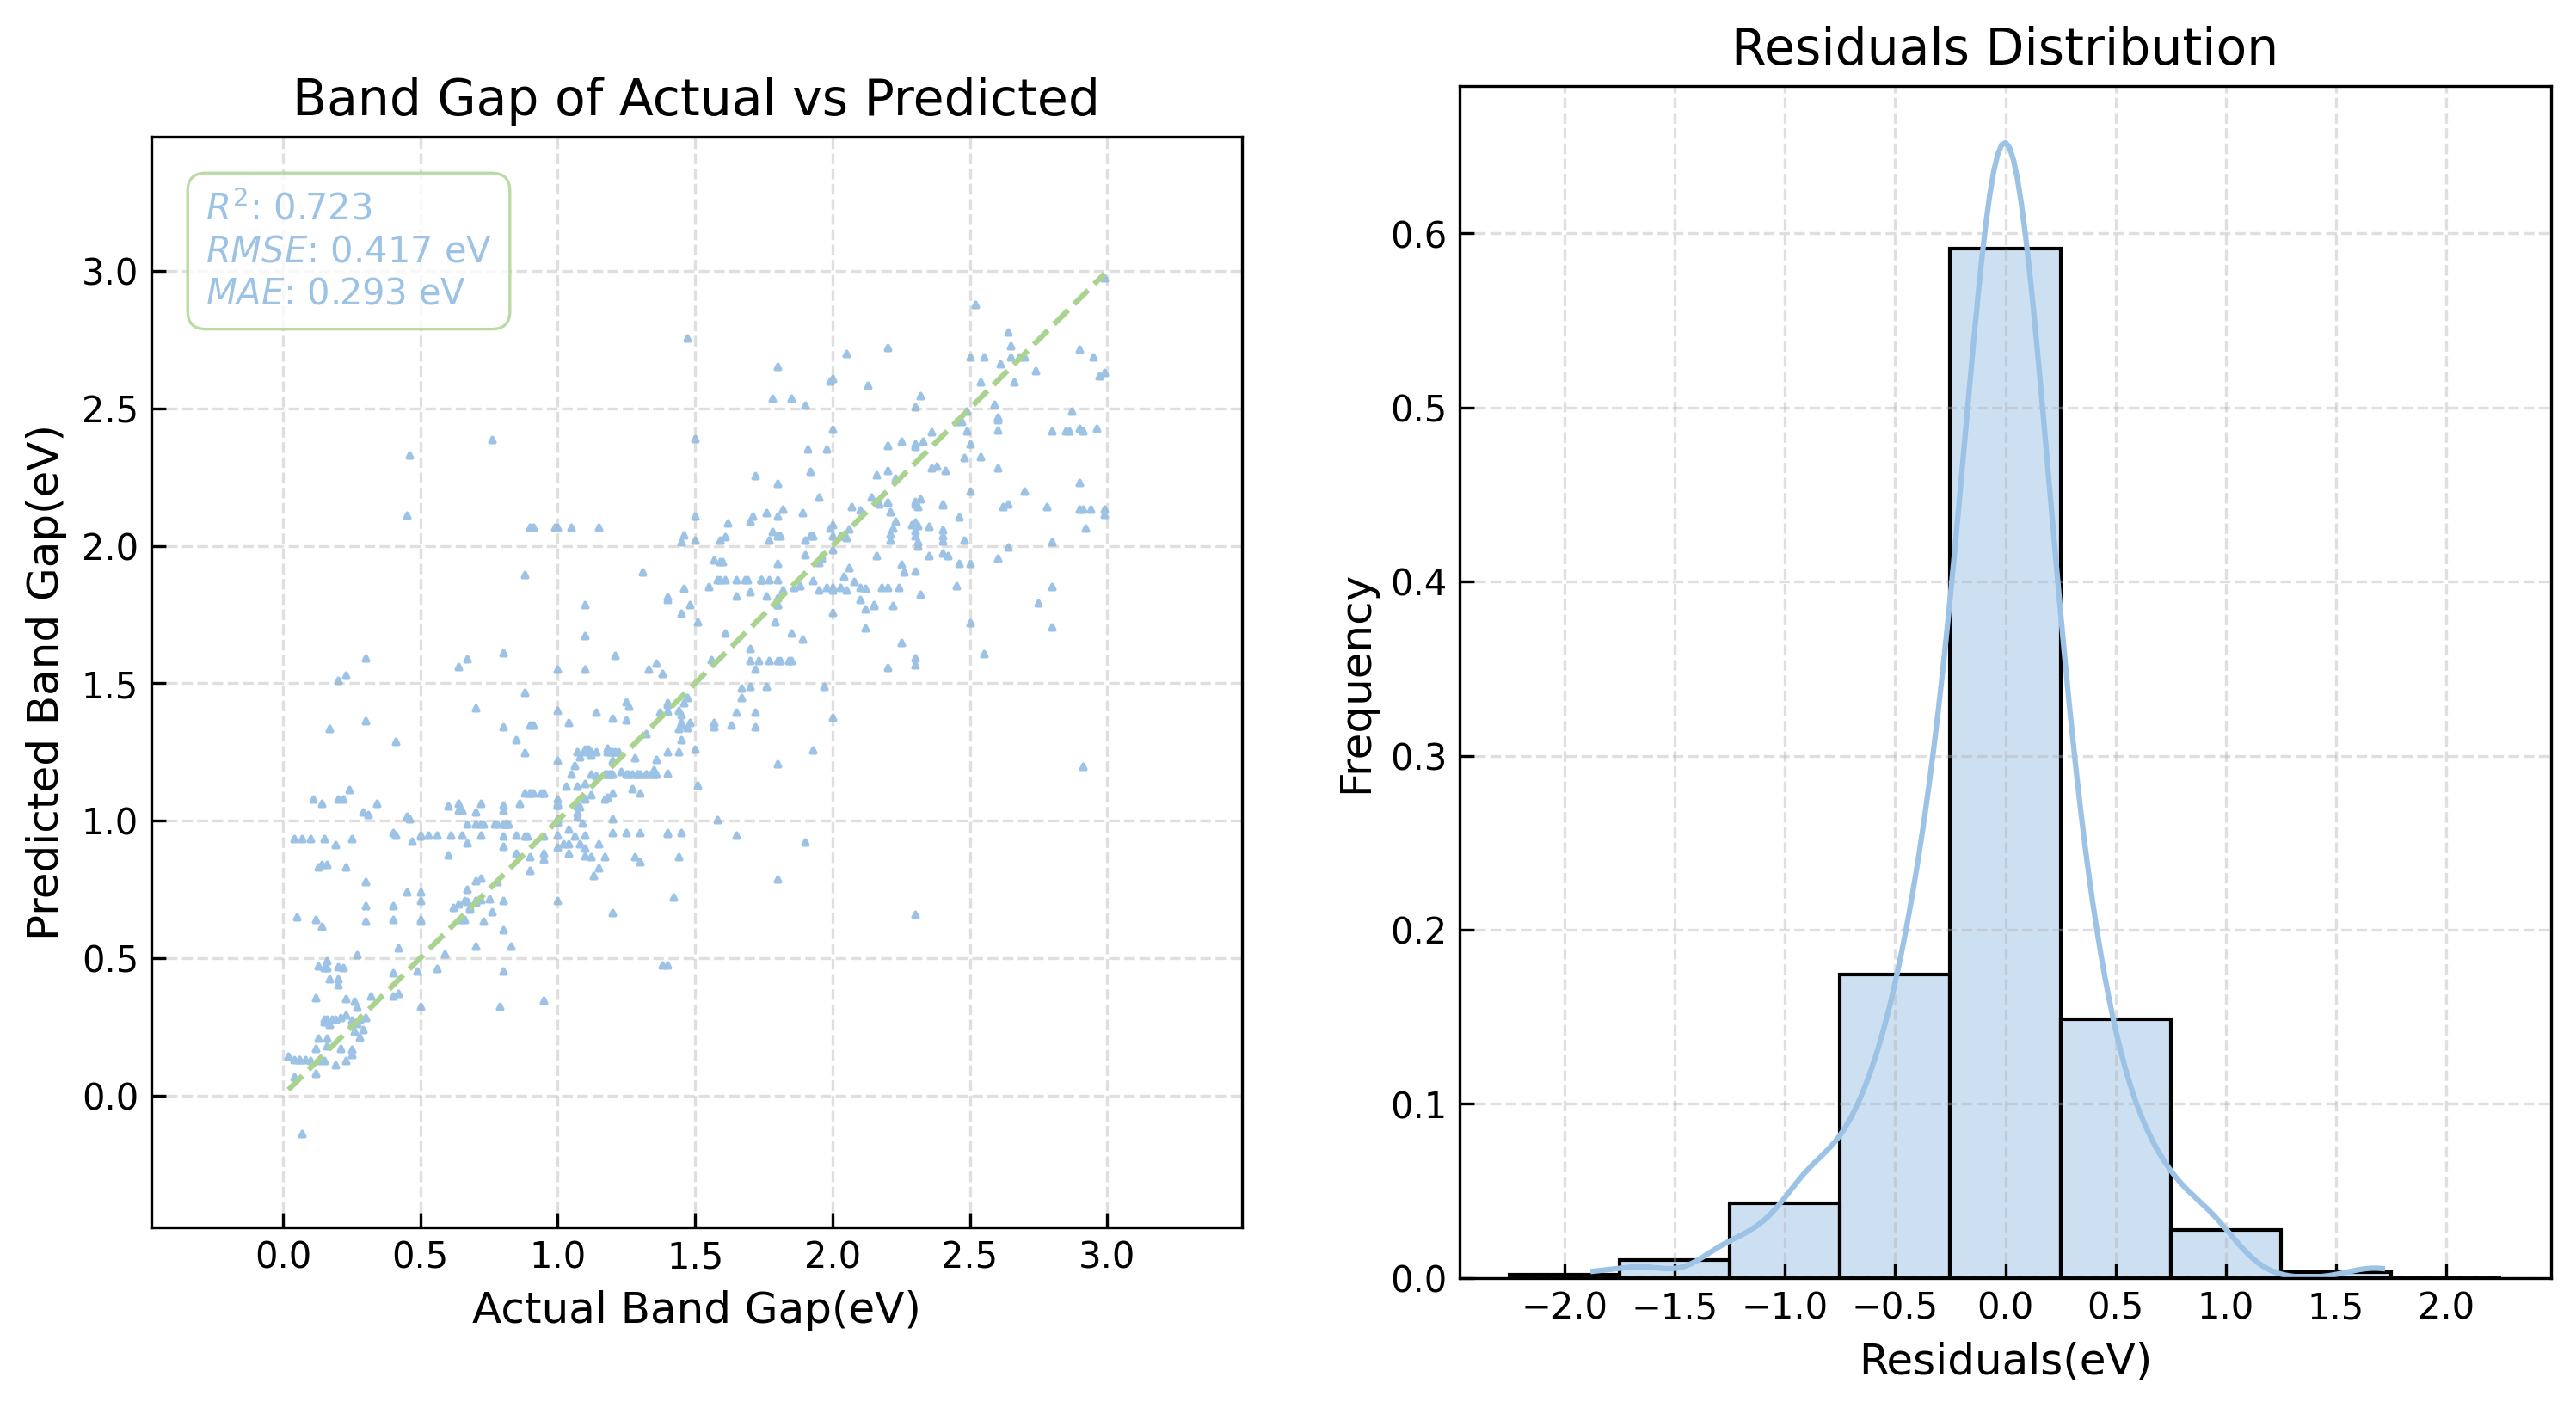 Band Gap of Actual vs Predicted
R²: 0.723
RMSE: 0.417 eV
MAE: 0.293 eV
Predicted Band Gap(eV)
3.0
2.5
2.0
1.5
1.0
0.5
0.0
0.0 0.5 1.0 1.5 2.0 2.5 3.0
Actual Band Gap(eV)
Residuals Distribution
Frequency
0.6
0.5
0.4
0.3
0.2
0.1
0.0
−2.0 −1.5 −1.0 −0.5 0.0 0.5 1.0 1.5 2.0
Residuals(eV)